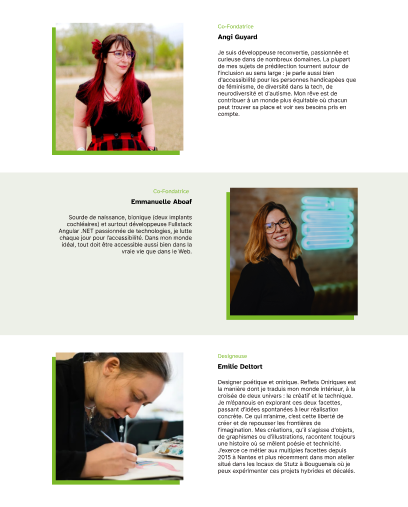 Co-Fondatrice
Angi Guyard
Je suis développeuse reconvertie, passionnée et
curieuse dans de nombreux domaines. La plupart
de mes sujets de prédilection tournent autour de
l'inclusion au sens large : je parle aussi bien
d'accessibilité pour les personnes handicapées que
de féminisme, de diversité dans la tech, de
neurodiversité et d'autisme. Mon rêve est de
contribuer à un monde plus équitable où chacun
peut trouver sa place et voir ses besoins pris en
compte.
Co-Fondatrice
Emmanuelle Aboaf
Sourde de naissance, bionique (deux implants
cochléaires) et surtout développeuse Fullstack
Angular .NET passionnée de technologies, je lutte
chaque jour pour l'accessibilité. Dans mon monde
idéal, tout doit être accessible aussi bien dans la
vraie vie que dans le Web.
Designeuse
Emilie Dettort
Designer poétique et onirique. Reflets Oniriques est
la manière dont je traduis mon monde intérieur, à la
croisée de deux univers : le créatif et le technique.
Je m'épanouis en explorant ces deux facettes,
passant d'idées spontanées à leur réalisation
concrète. Ce qui m'anime, c'est cette liberté de
créer et de repousser les frontières de
l'imagination. Mes créations, qu'il s'agisse d'objets,
de graphismes ou d'illustrations, racontent toujours
une histoire où se mêlent poésie et technicité.
J'exerce ce métier aux multiples facettes depuis
2015 à Nantes et plus récemment dans mon atelier
situé dans les locaux de Stutz à Bouguenais où je
peux expérimenter ces projets hybrides et décalés.